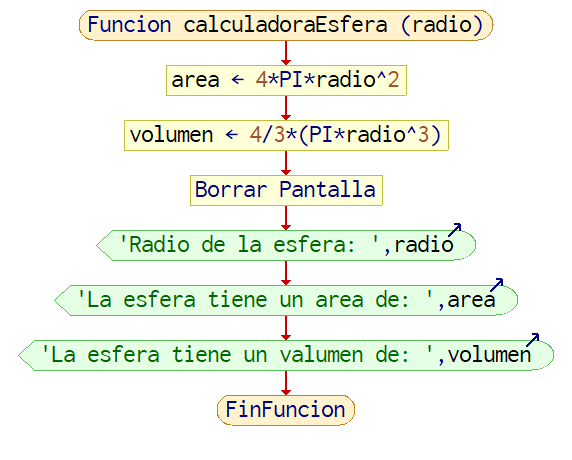 Funcion calculadoraEsfera (radio)
area ← 4*PI*radio^2
volumen ← 4/3*(PI*radio^3)
Borrar Pantalla
'Radio de la esfera: ',radio
'La esfera tiene un area de: ',area
'La esfera tiene un valumen de: ',volumen
FinFuncion